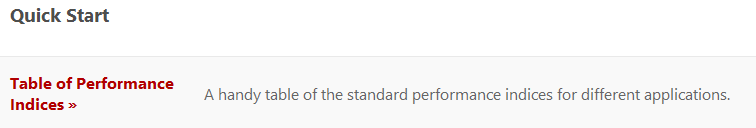 Quick Start
Table of Performance
Indices »
A handy table of the standard performance indices for different applications.